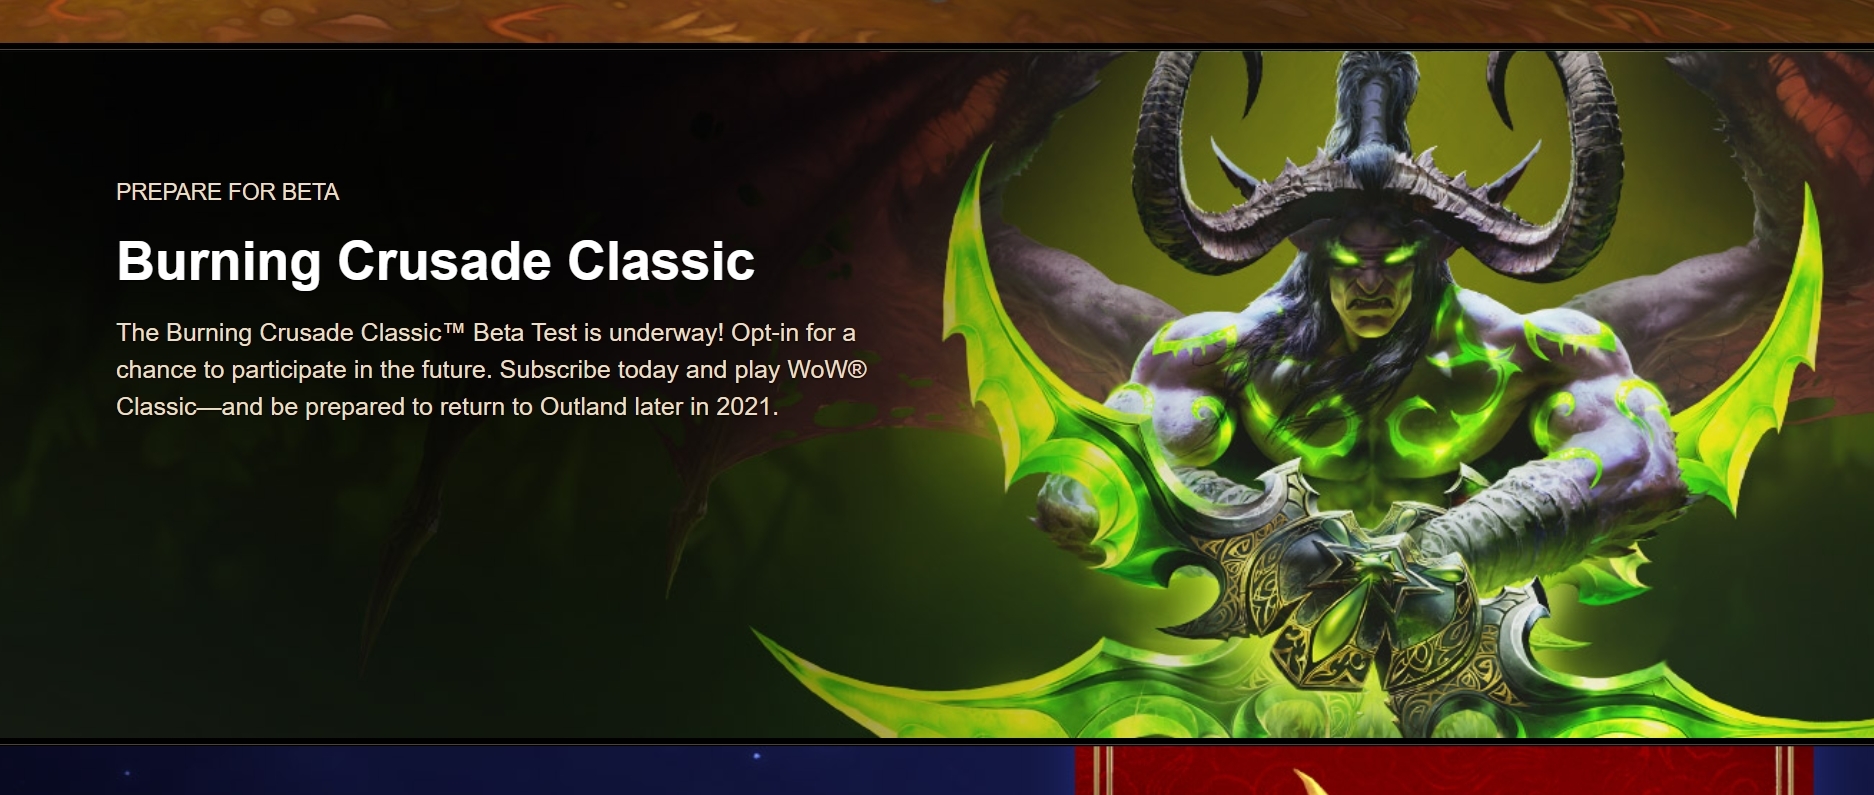 PREPARE FOR BETA
Burning Crusade Classic
The Burning Crusade Classic™ Beta Test is underway! Opt-in for a
chance to participate in the future. Subscribe today and play WoW®
Classic—and be prepared to return to Outland later in 2021.